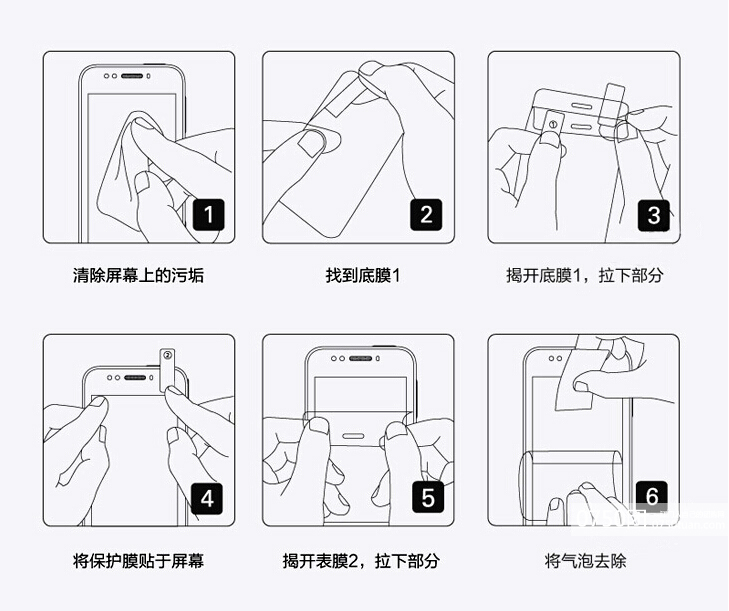 1
2
3
清除屏幕上的污垢
找到底膜1
揭开底膜1，拉下部分
4
5
6
将保护膜贴于屏幕
揭开表膜2，拉下部分
将气泡去除